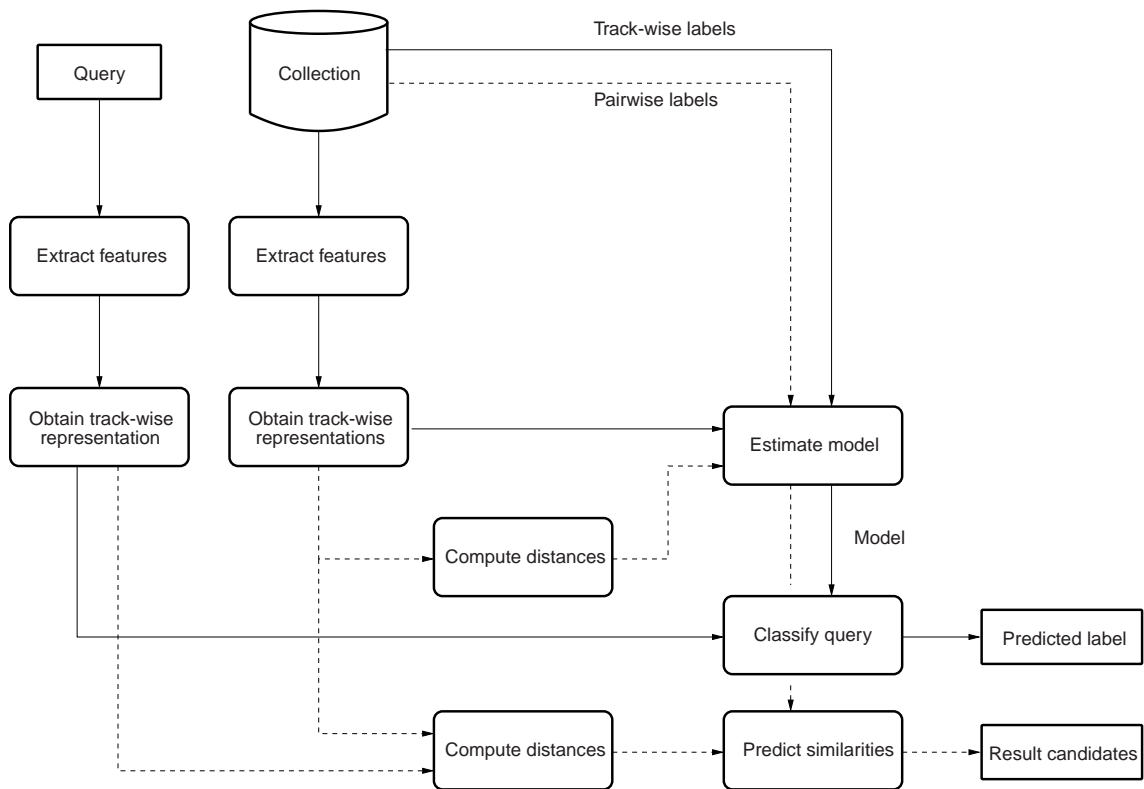 Track-wise labels
Query
Collection
Pairwise labels
Extract features
Extract features
Obtain track-wise
representation
Obtain track-wise
representations
Estimate model
Model
Compute distances
Classify query
Predicted label
Compute distances
Predict similarities
Result candidates